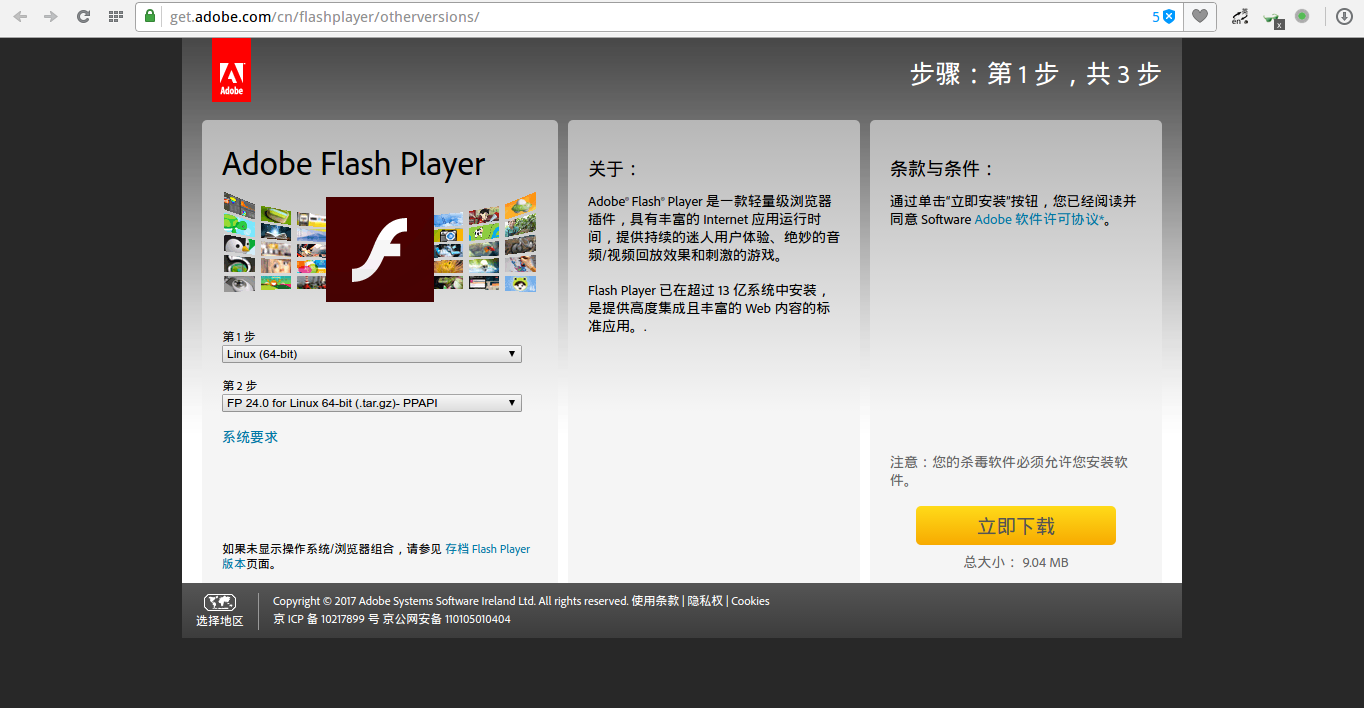 get.adobe.com/cn/flashplayer/otherversions/
5
en
英
x
Adobe
步骤：第 1 步，共 3 步
Adobe Flash Player
第 1 步
Linux (64-bit)
第 2 步
FP 24.0 for Linux 64-bit (.tar.gz)- PPAPI
系统要求
如果未显示操作系统/浏览器组合，请参见 存档 Flash Player
版本页面。
关于：
Adobe® Flash® Player 是一款轻量级浏览器
插件，具有丰富的 Internet 应用运行时
间，提供持续的迷人用户体验、绝妙的音
频/视频回放效果和刺激的游戏。
Flash Player 已在超过 13 亿系统中安装，
是提供高度集成且丰富的 Web 内容的标
准应用。.
条款与条件：
通过单击“立即安装”按钮，您已经阅读并
同意 Software Adobe 软件许可协议*。
注意：您的杀毒软件必须允许您安装软
件。
立即下载
总大小： 9.04 MB
选择地区
Copyright © 2017 Adobe Systems Software Ireland Ltd. All rights reserved. 使用条款 | 隐私权 | Cookies
京 ICP 备 10217899 号 京公网安备 110105010404